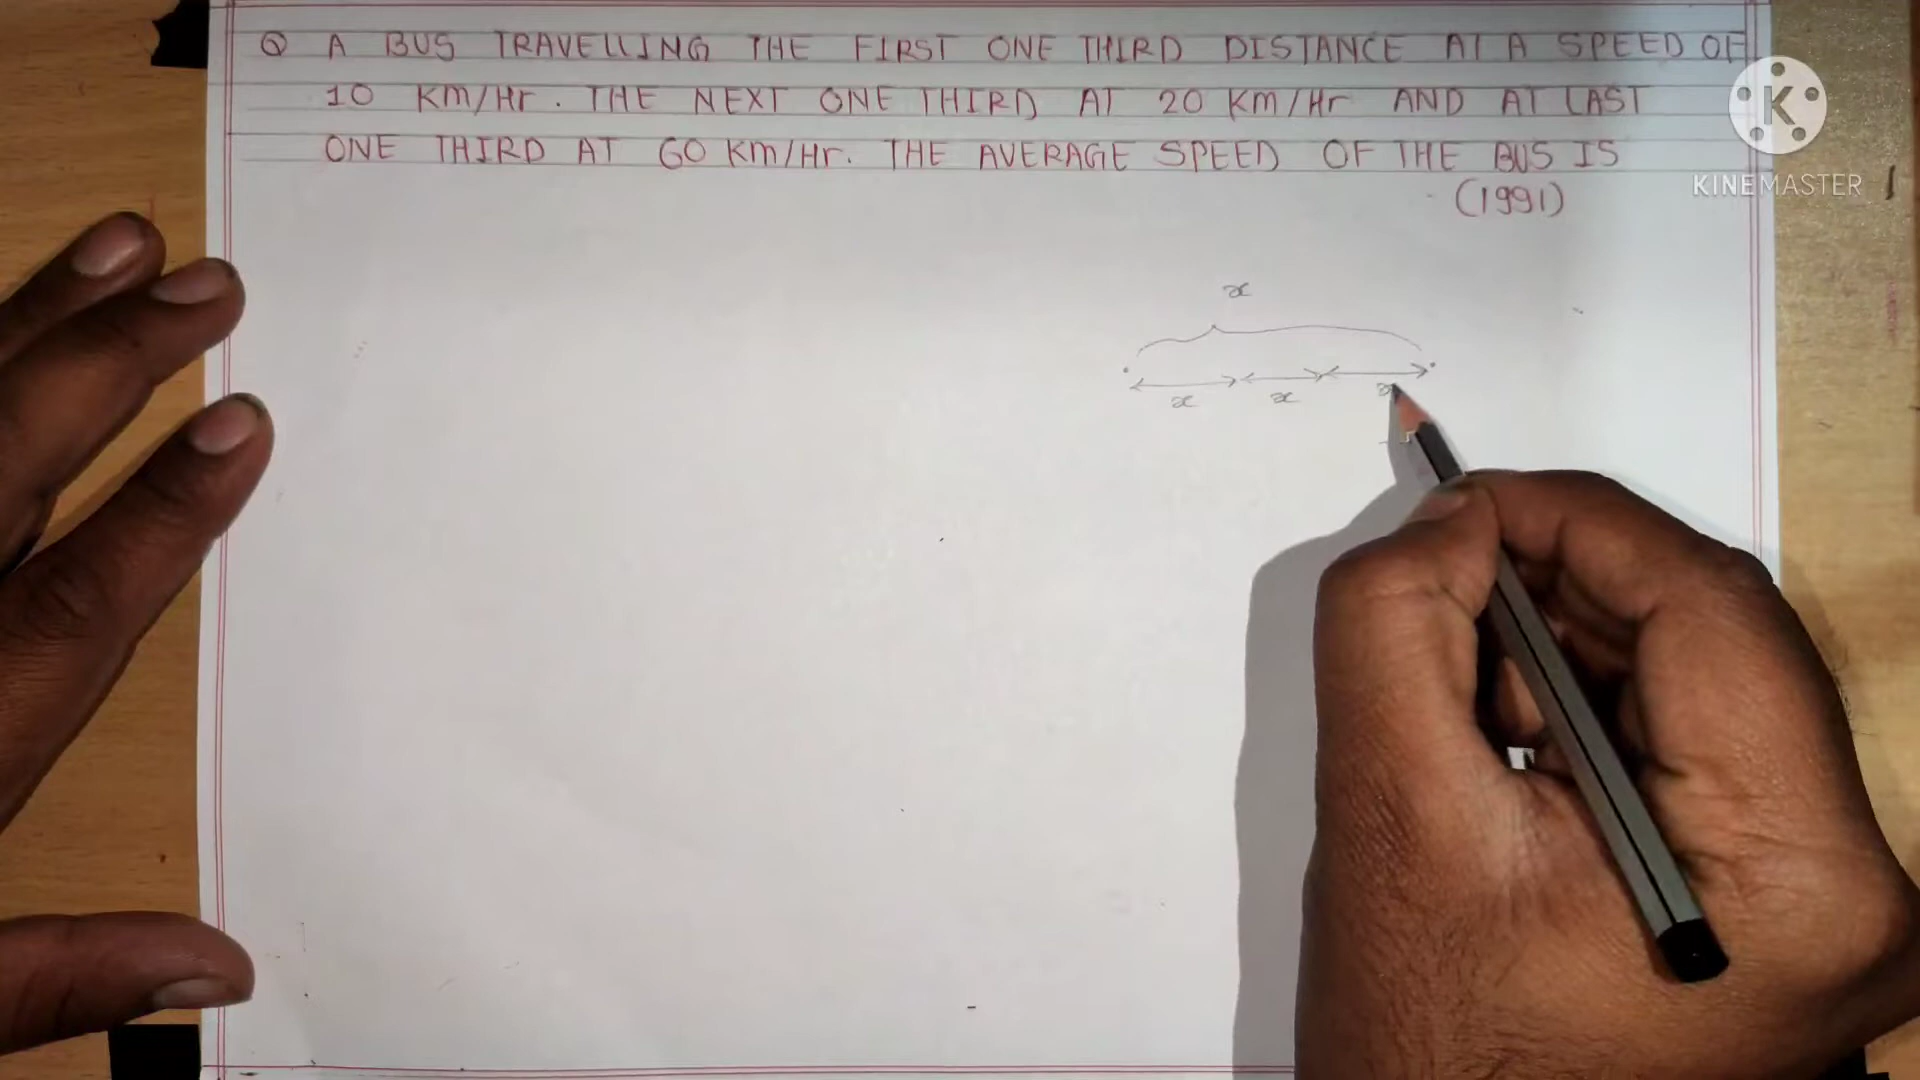 Q A BUS TRAVELLING THE FIRST ONE THIRD DISTANCE AT A SPEED OF
10 KM/Hr. THE NEXT ONE THIRD AT 20 KM/Hr AND AT LAST
ONE THIRD AT 60 KM/Hr. THE AVERAGE SPEED OF THE BUS IS
(1991)
K
KINEMASTER
x
x x x